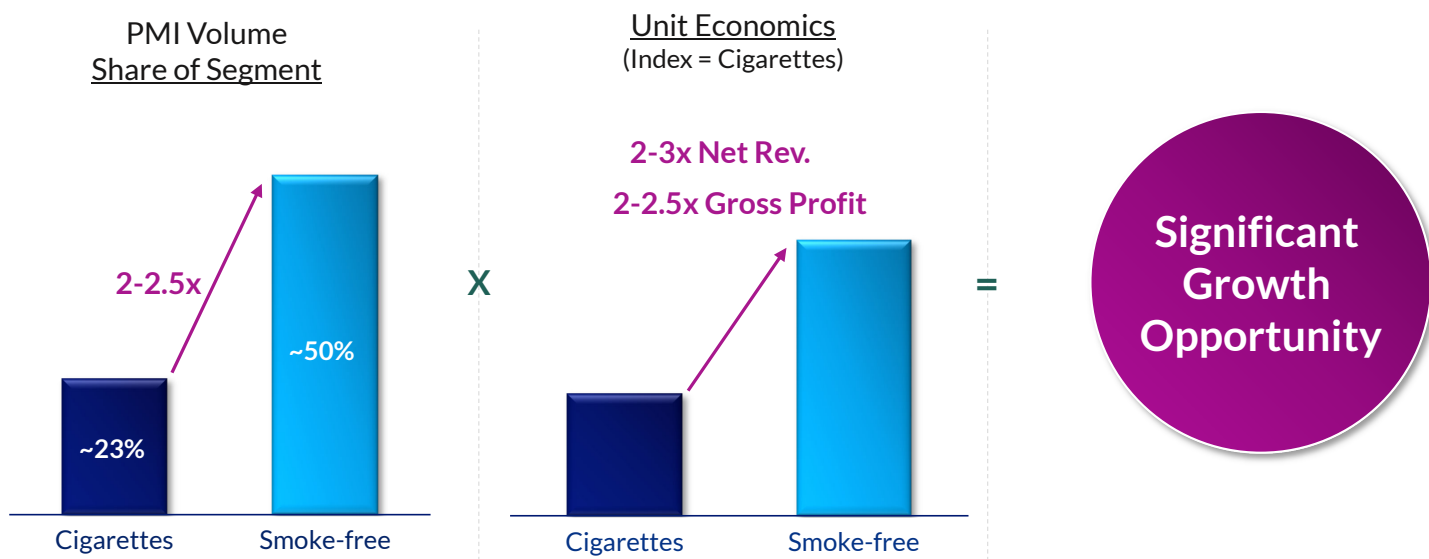 PMI Volume
Share of Segment
2-2.5x
~23%
~50%
Cigarettes
Smoke-free
X
Unit Economics
(Index = Cigarettes)
2-3x Net Rev.
2-2.5x Gross Profit
Cigarettes
Smoke-free
=
Significant
Growth
Opportunity